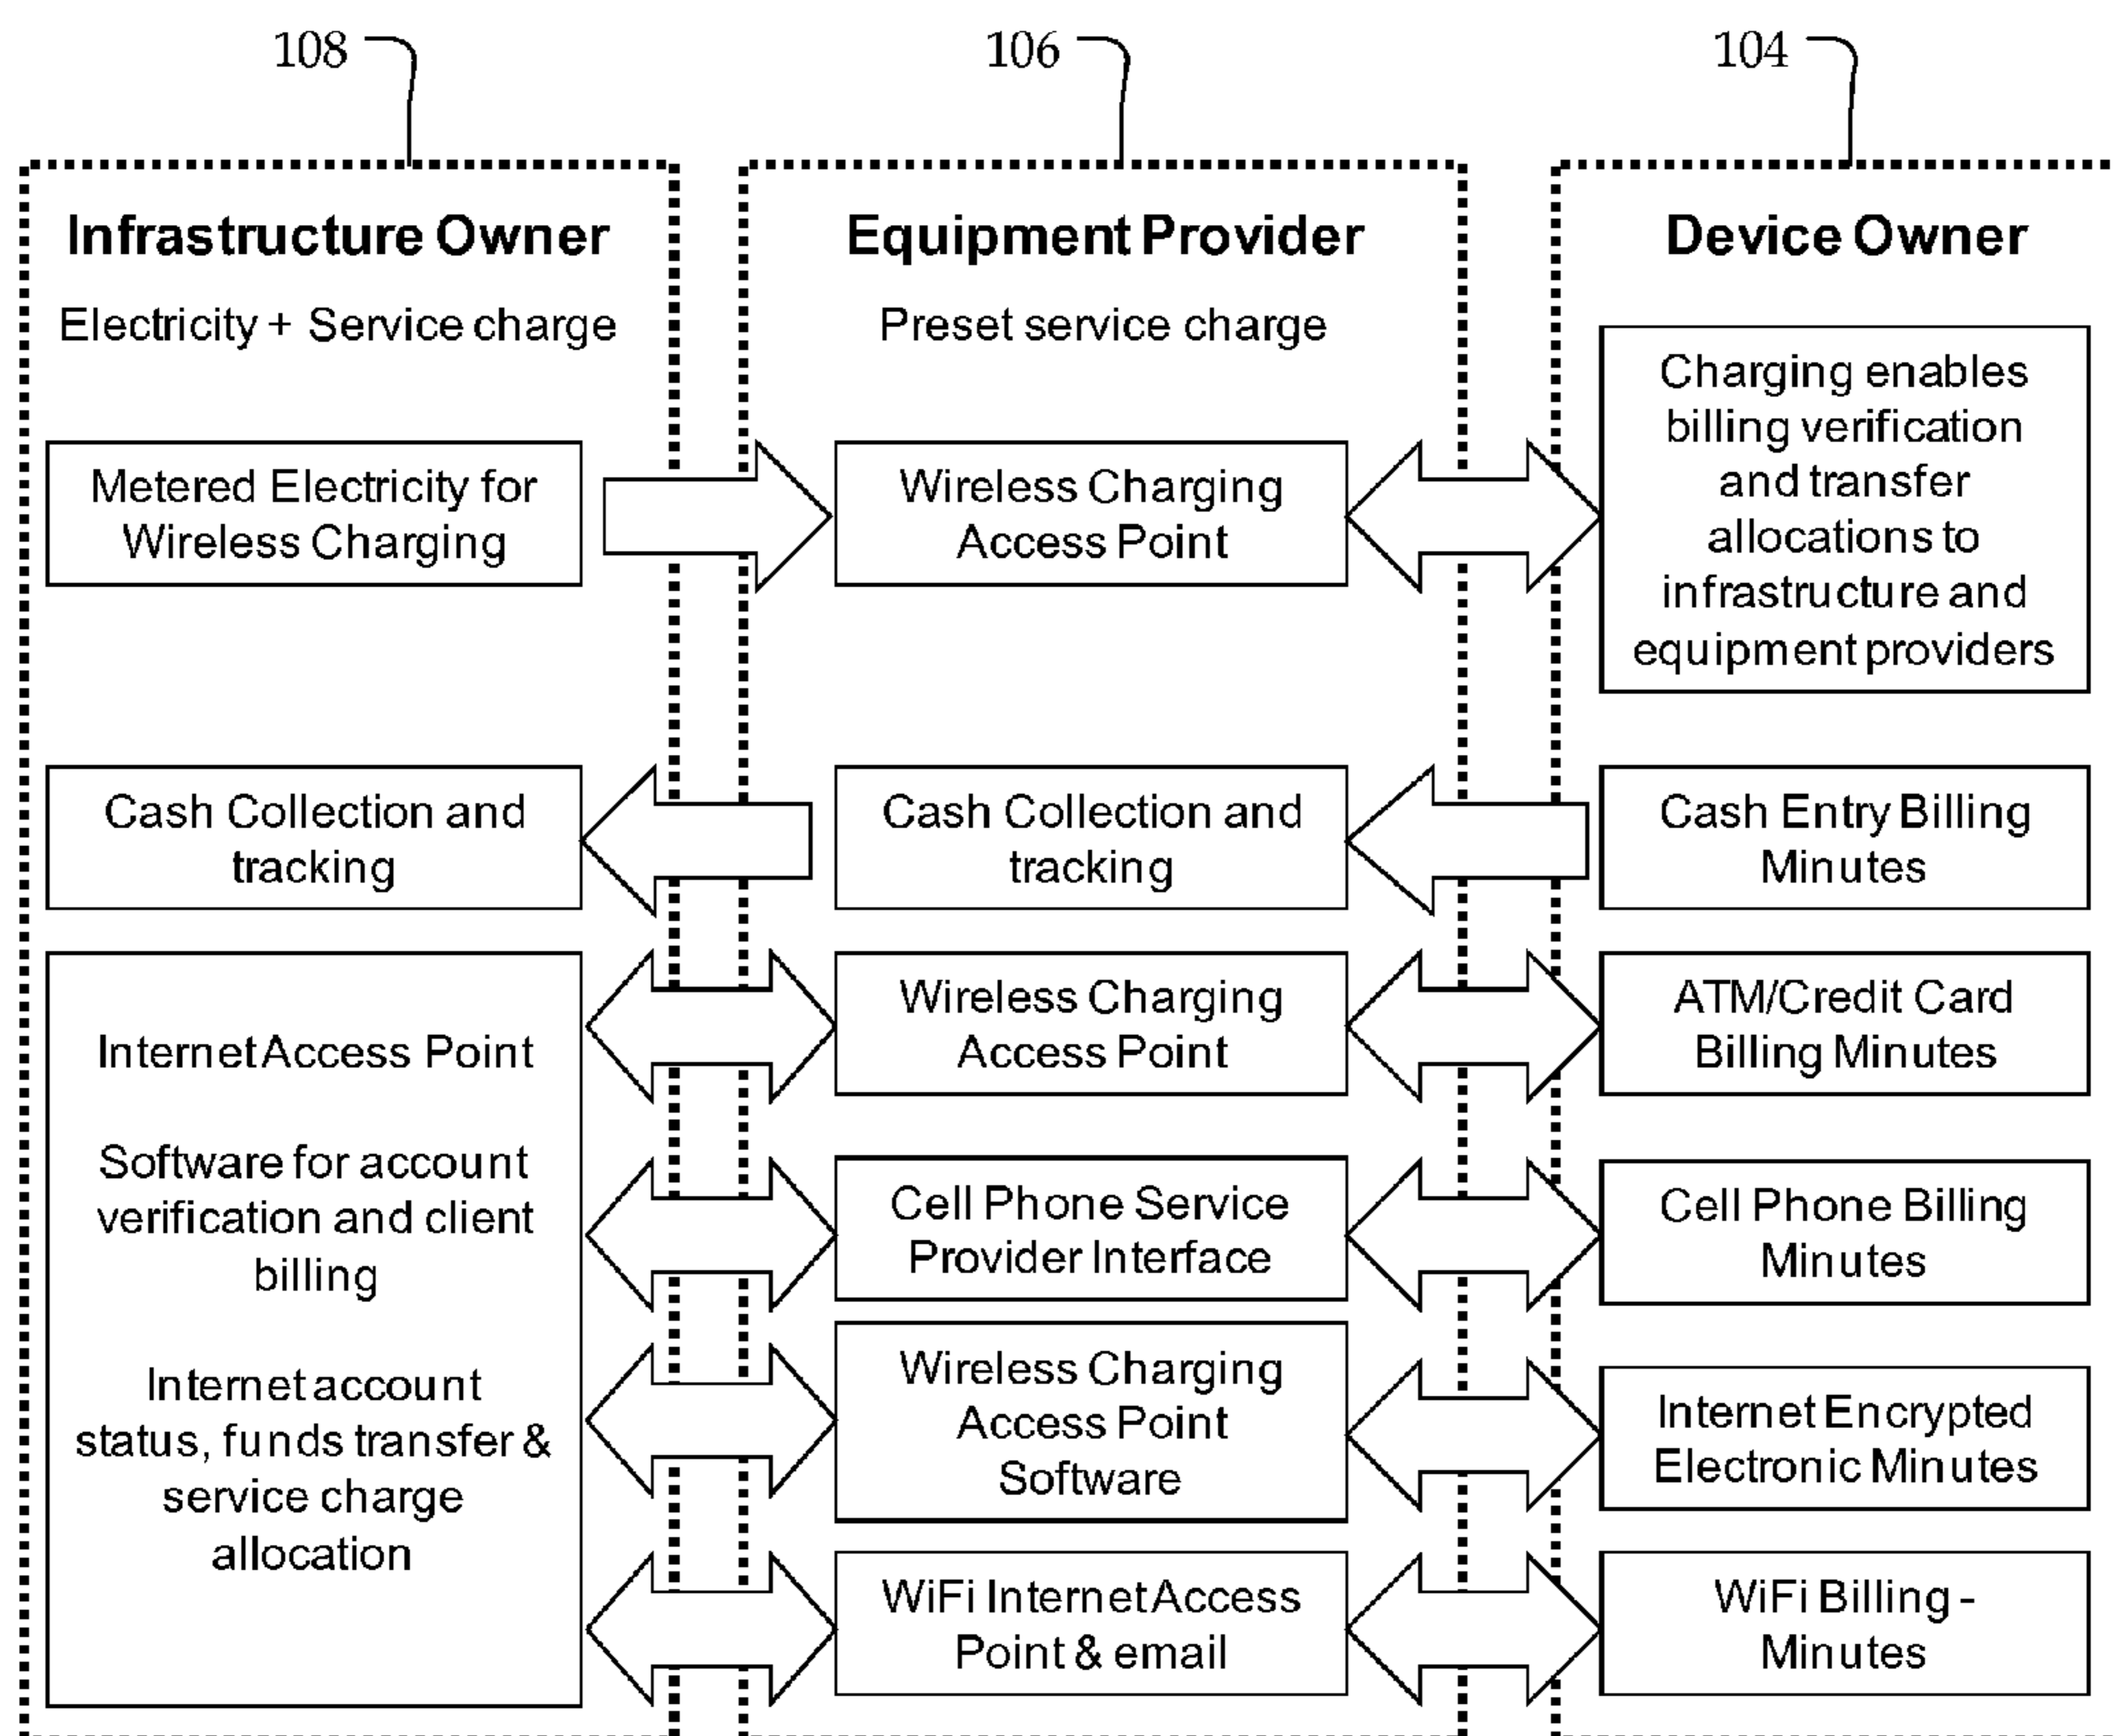 108
106
104
Infrastructure Owner
Electricity + Service charge
Equipment Provider
Preset service charge
Device Owner
Metered Electricity for
Wireless Charging
Wireless Charging
Access Point
Charging enables
billing verification
and transfer
allocations to
infrastructure and
equipment providers
Cash Collection and
tracking
Cash Collection and
tracking
Cash Entry Billing
Minutes
Internet Access Point
Software for account
verification and client
billing
Internet account
status, funds transfer &
service charge
allocation
Wireless Charging
Access Point
ATM/Credit Card
Billing Minutes
Cell Phone Service
Provider Interface
Cell Phone Billing
Minutes
Wireless Charging
Access Point
Software
Internet Encrypted
Electronic Minutes
WiFi Internet Access
Point & email
WiFi Billing -
Minutes